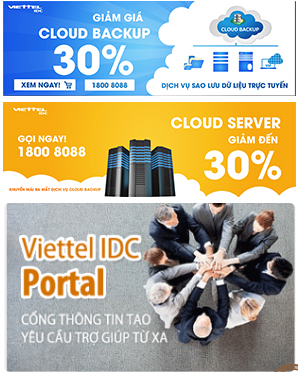 VIETTEL
IDC
GIẢM GIÁ
CLOUD BACKUP
30%
XEM NGAY!
1800 8088
CLOUD BACKUP
DỊCH VỤ SAO LƯU DỮ LIỆU TRỰC TUYẾN
VIETTEL
IDC
GỌI NGAY!
1800 8088
KHUYẾN MÃI RA MẮT DỊCH VỤ CLOUD BACKUP
CLOUD SERVER
GIẢM ĐẾN
30%
Viettel IDC
Portal
CỔNG THÔNG TIN TẠO
YÊU CẦU TRỢ GIÚP TỪ XA